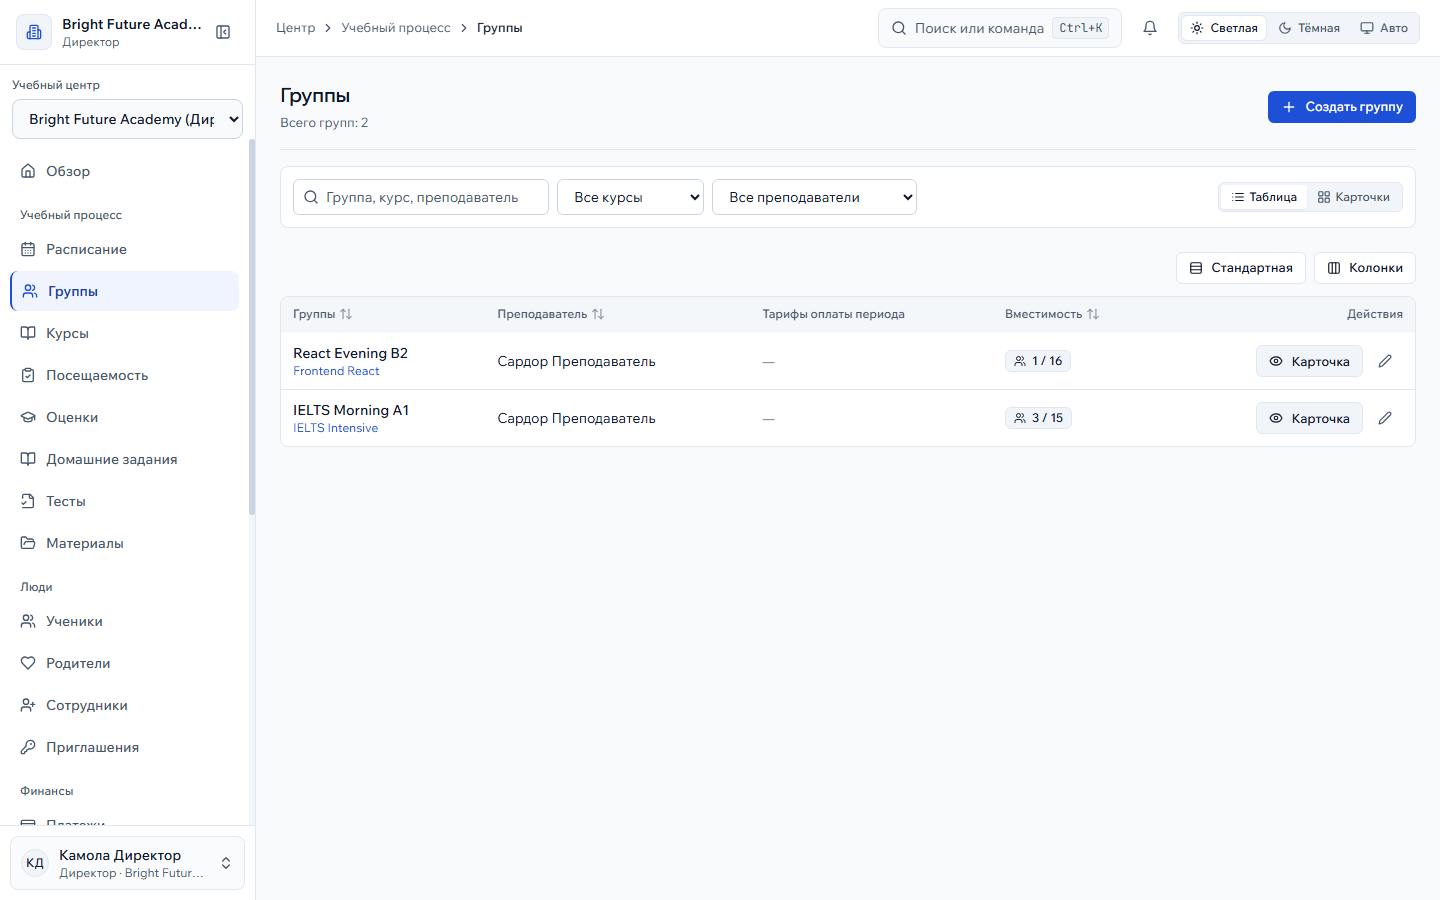 Bright Future Acad...
Директор
Учебный центр
Bright Future Academy (Дир
Обзор
Учебный процесс
Расписание
Группы
Курсы
Посещаемость
Оценки
Домашние задания
Тесты
Материалы
Люди
Ученики
Родители
Сотрудники
Приглашения
Финансы
Платежи
КД
Камола Директор
Директор · Bright Futur...
Центр > Учебный процесс > Группы
Поиск или команда Ctrl+K
Светлая Тёмная Авто
Группы
Всего групп: 2
Создать группу
Группа, курс, преподаватель
Все курсы
Все преподаватели
Таблица Карточки
Стандартная Колонки
Группы Преподаватель Тарифы оплаты периода Вместимость Действия
React Evening B2
Frontend React
Сардор Преподаватель — 1 / 16 Карточка
IELTS Morning A1
IELTS Intensive
Сардор Преподаватель — 3 / 15 Карточка